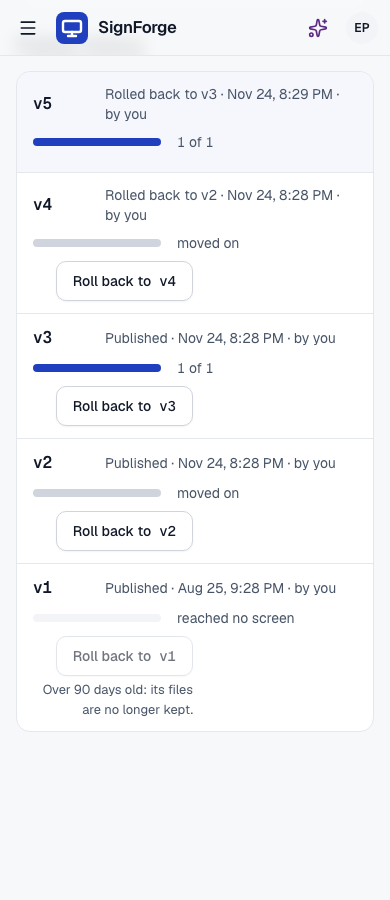 SignForge
EP
v5
Rolled back to v3 · Nov 24, 8:29 PM ·
by you
1 of 1
v4
Rolled back to v2 · Nov 24, 8:28 PM ·
by you
moved on
Roll back to v4
v3
Published · Nov 24, 8:28 PM · by you
1 of 1
Roll back to v3
v2
Published · Nov 24, 8:28 PM · by you
moved on
Roll back to v2
v1
Published · Aug 25, 9:28 PM · by you
reached no screen
Roll back to v1
Over 90 days old: its files
are no longer kept.